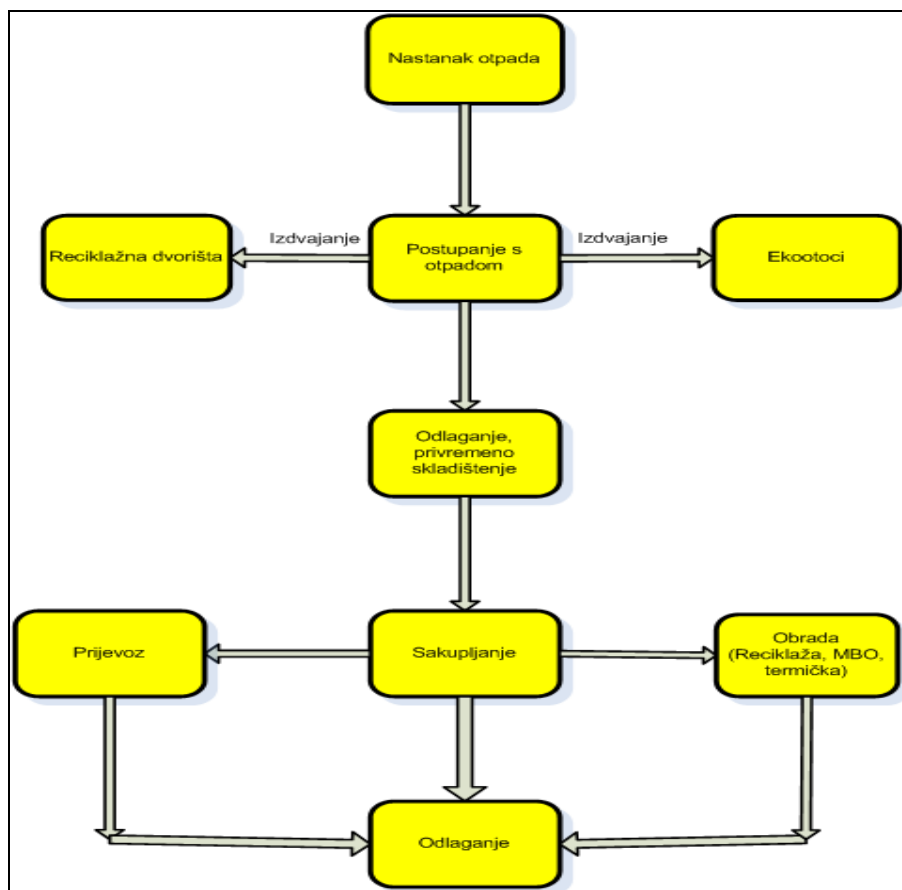 Nastanak otpada
Reciklažna dvorišta
Izdvajanje
Postupanje s
otpadom
Izdvajanje
Ekootoci
Odlaganje,
privremeno
skladištenje
Prijevoz
Sakupljanje
Obrada
(Reciklaža, MBO,
termička)
Odlaganje